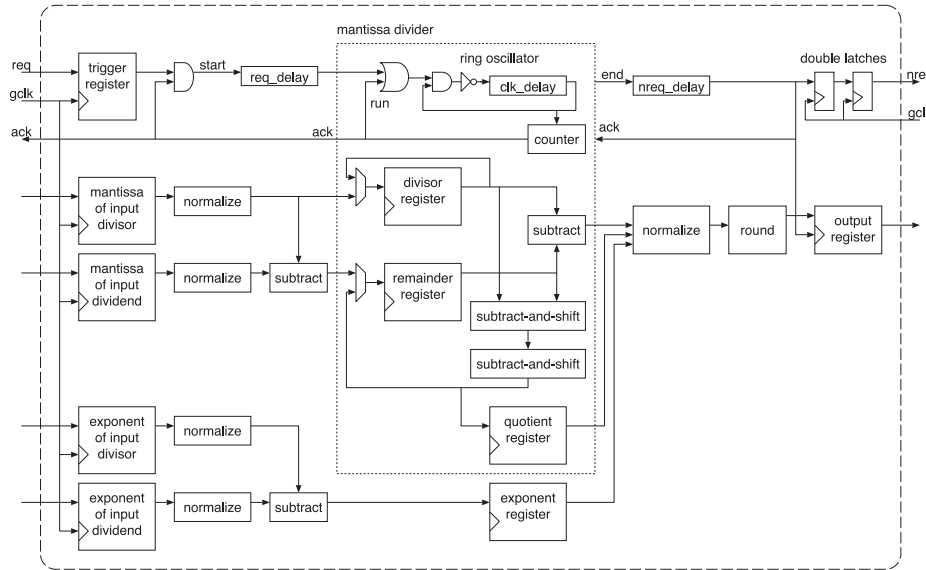 mantissa divider
ring oscillator
double latches
req
trigger
register
start
req_delay
run
clk_delay
end
nreq_delay
nre
gclk
gcl
ack
ack
ack
counter
mantissa
of input
divisor
normalize
divisor
register
subtract
normalize
round
output
register
mantissa
of input
dividend
normalize
subtract
remainder
register
subtract-and-shift
subtract-and-shift
exponent
of input
divisor
normalize
quotient
register
exponent
of input
dividend
normalize
subtract
exponent
register